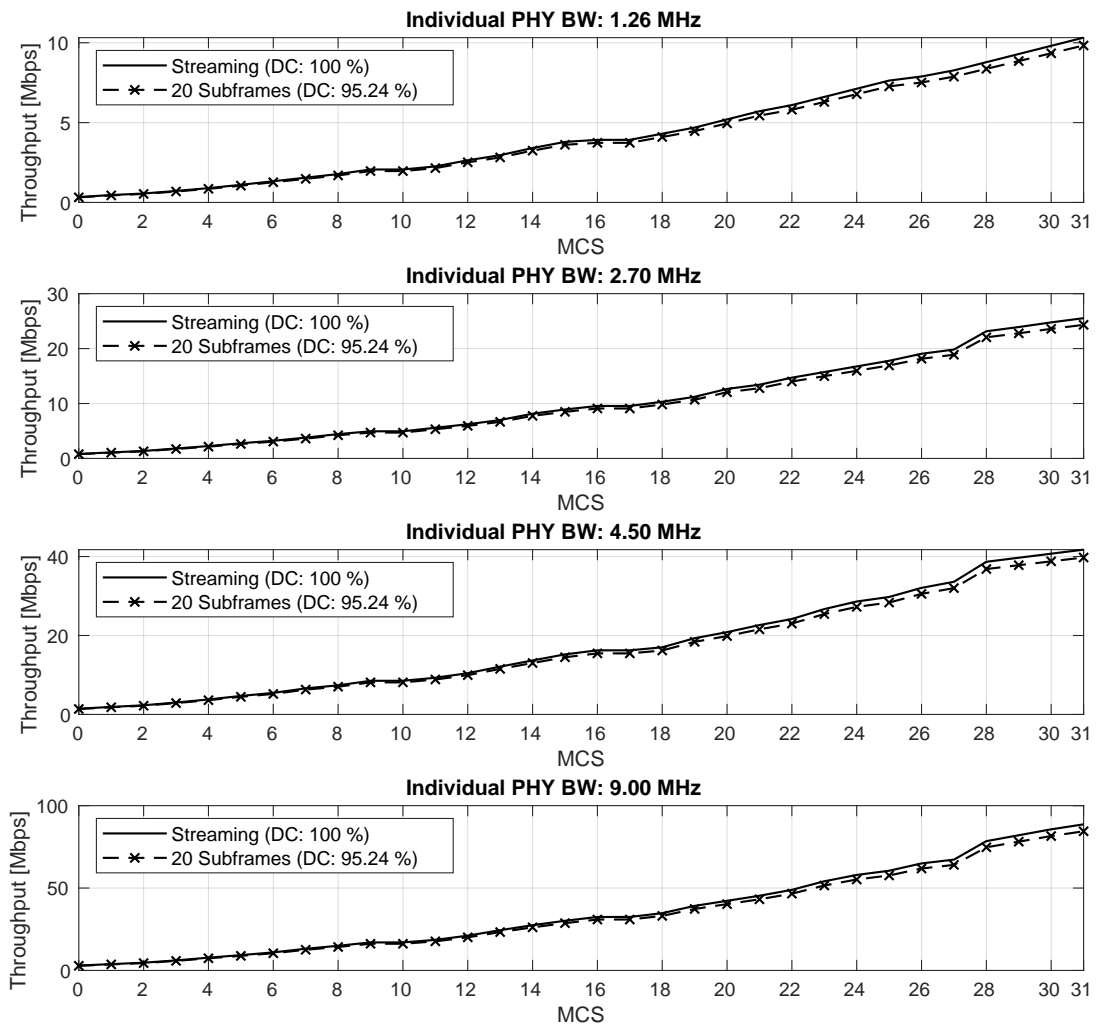 Individual PHY BW: 1.26 MHz
Throughput [Mbps]
10
5
0
Streaming (DC: 100 %)
20 Subframes (DC: 95.24 %)
0 2 4 6 8 10 12 14 16 18 20 22 24 26 28 30 31
MCS
Individual PHY BW: 2.70 MHz
Throughput [Mbps]
30
20
10
0
Streaming (DC: 100 %)
20 Subframes (DC: 95.24 %)
0 2 4 6 8 10 12 14 16 18 20 22 24 26 28 30 31
MCS
Individual PHY BW: 4.50 MHz
Throughput [Mbps]
40
20
0
Streaming (DC: 100 %)
20 Subframes (DC: 95.24 %)
0 2 4 6 8 10 12 14 16 18 20 22 24 26 28 30 31
MCS
Individual PHY BW: 9.00 MHz
Throughput [Mbps]
100
50
0
Streaming (DC: 100 %)
20 Subframes (DC: 95.24 %)
0 2 4 6 8 10 12 14 16 18 20 22 24 26 28 30 31
MCS